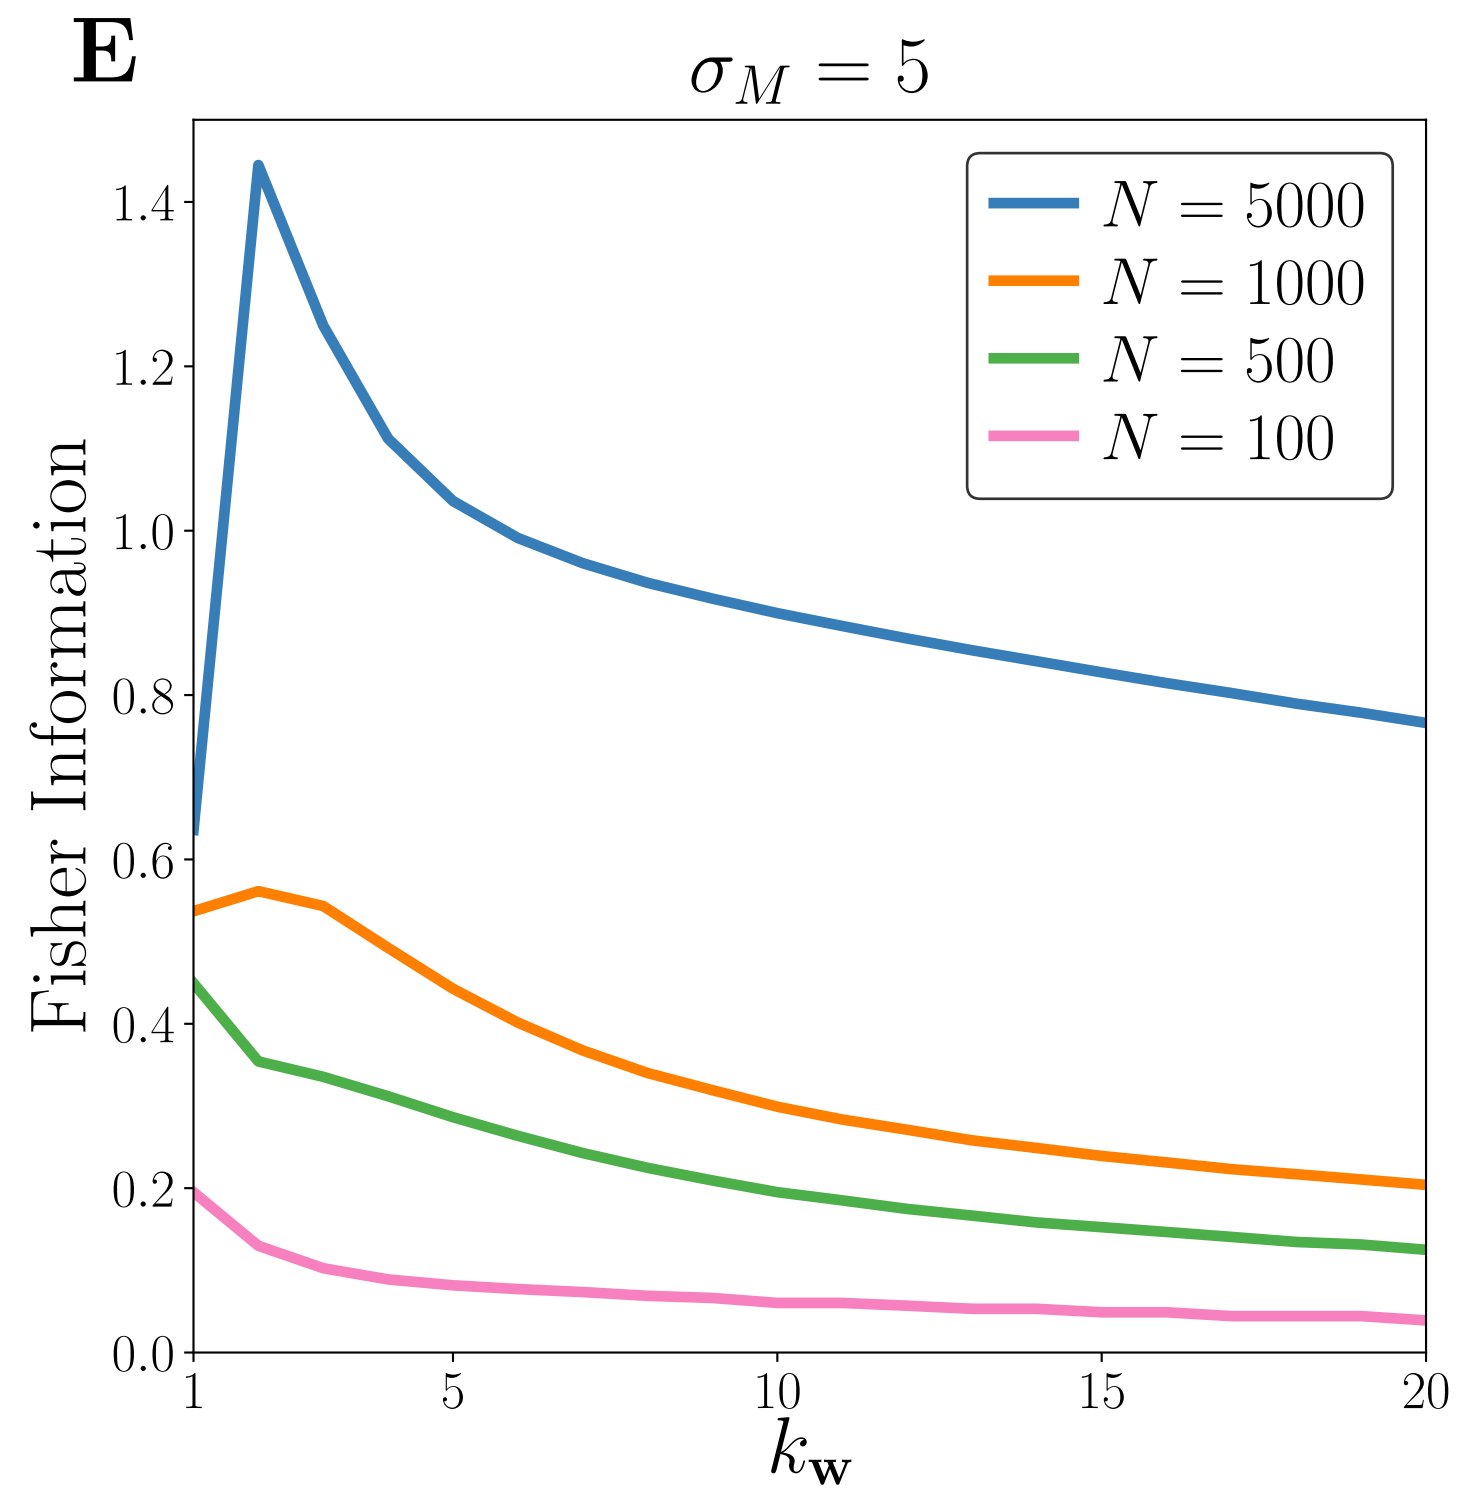 E
σ_M = 5
N = 5000
N = 1000
N = 500
N = 100
Fisher Information
1.4
1.2
1.0
0.8
0.6
0.4
0.2
0.0
1 5 10 15 20
k_w